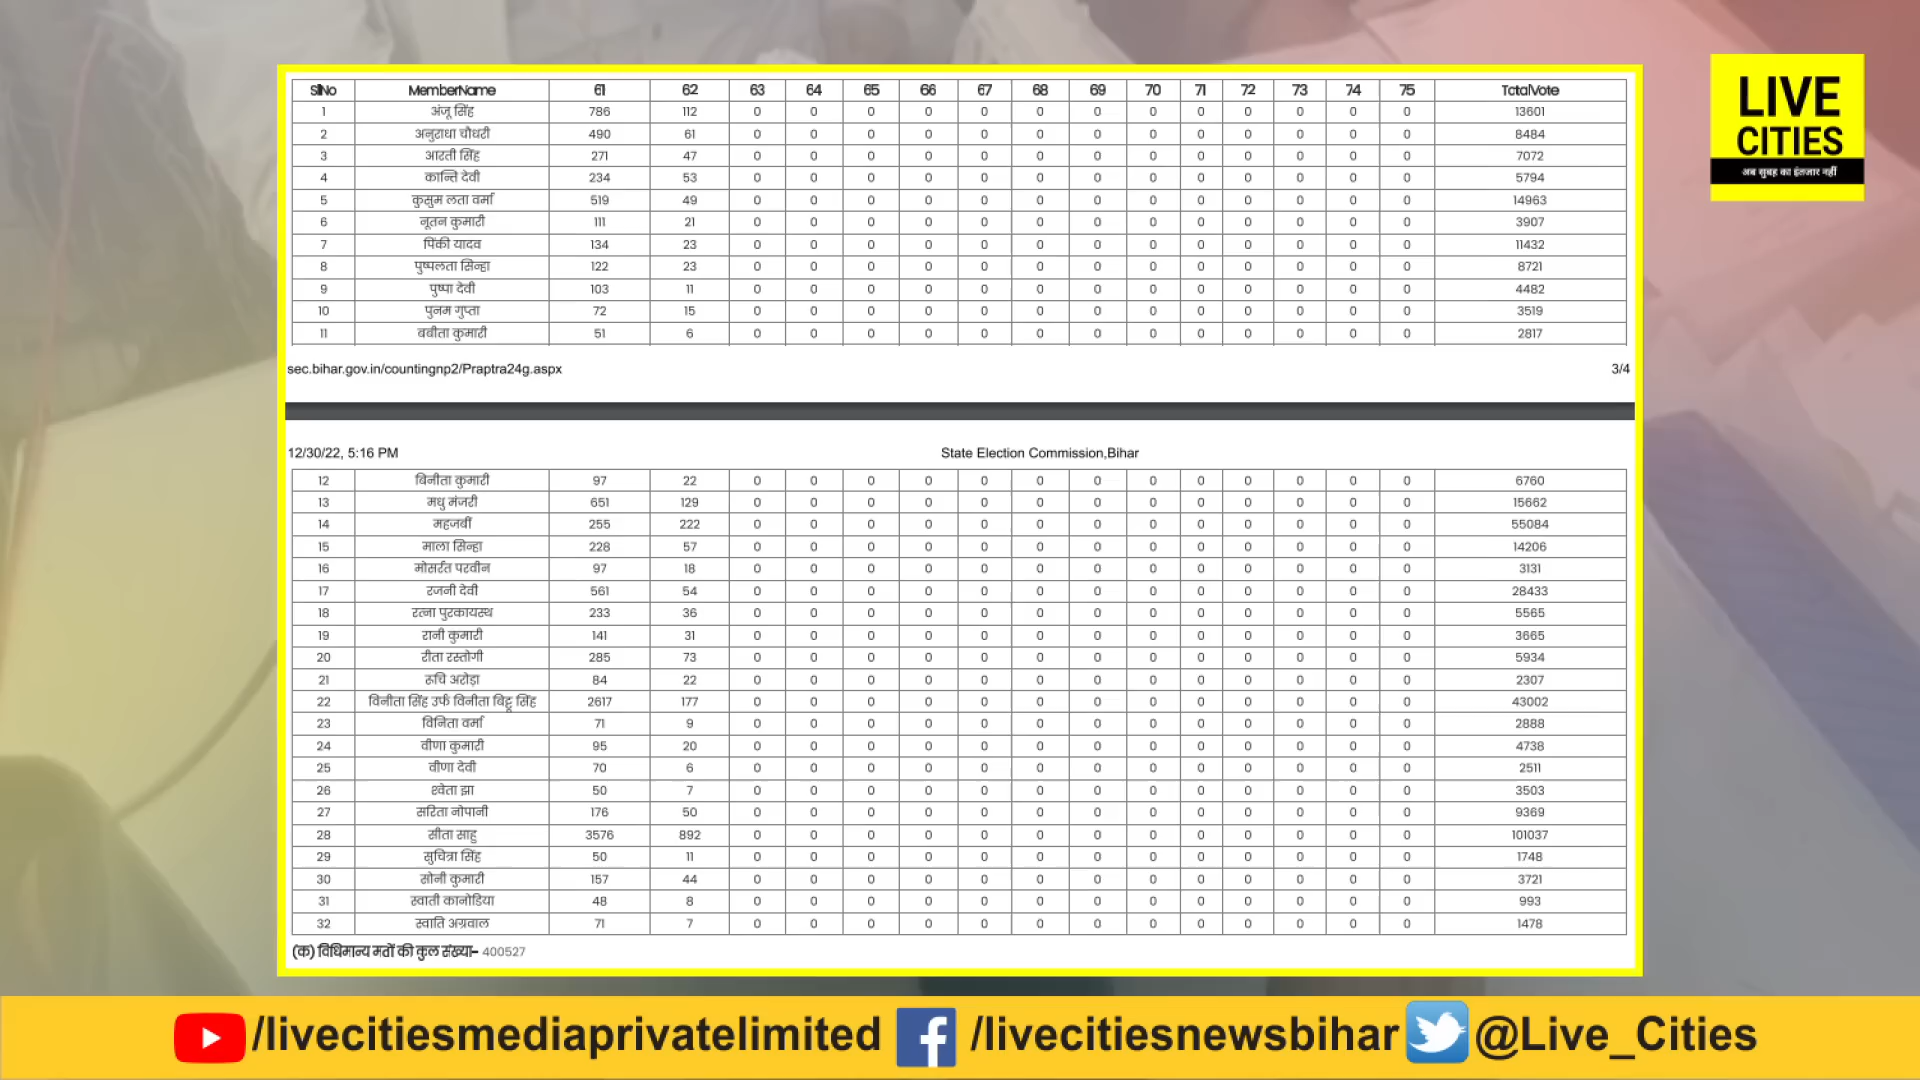 SlNo MemberName 61 62 63 64 65 66 67 68 69 70 71 72 73 74 75 TotalVote
1 अंजू सिंह 786 112 0 0 0 0 0 0 0 0 0 0 0 0 0 13601
2 अनुराधा चौधरी 490 61 0 0 0 0 0 0 0 0 0 0 0 0 0 8484
3 आरती सिंह 271 47 0 0 0 0 0 0 0 0 0 0 0 0 0 7072
4 कान्ति देवी 234 53 0 0 0 0 0 0 0 0 0 0 0 0 0 5794
5 कुसुम लता वर्मा 519 49 0 0 0 0 0 0 0 0 0 0 0 0 0 14963
6 नूतन कुमारी 111 21 0 0 0 0 0 0 0 0 0 0 0 0 0 3907
7 पिंकी यादव 134 23 0 0 0 0 0 0 0 0 0 0 0 0 0 11432
8 पुष्पलता सिन्हा 122 23 0 0 0 0 0 0 0 0 0 0 0 0 0 8721
9 पुष्पा देवी 103 11 0 0 0 0 0 0 0 0 0 0 0 0 0 4482
10 पुनम गुप्ता 72 15 0 0 0 0 0 0 0 0 0 0 0 0 0 3519
11 बबीता कुमारी 51 6 0 0 0 0 0 0 0 0 0 0 0 0 0 2817
sec.bihar.gov.in/countingnp2/Praptra24g.aspx 3/4
12/30/22, 5:16 PM State Election Commission,Bihar
12 बिनीता कुमारी 97 22 0 0 0 0 0 0 0 0 0 0 0 0 0 6760
13 मधु मंजरी 651 129 0 0 0 0 0 0 0 0 0 0 0 0 0 15662
14 महजबीं 255 222 0 0 0 0 0 0 0 0 0 0 0 0 0 55084
15 माला सिन्हा 228 57 0 0 0 0 0 0 0 0 0 0 0 0 0 14206
16 मोसर्रत परवीन 97 18 0 0 0 0 0 0 0 0 0 0 0 0 0 3131
17 रजनी देवी 561 54 0 0 0 0 0 0 0 0 0 0 0 0 0 28433
18 रत्ना पुरकायस्थ 233 36 0 0 0 0 0 0 0 0 0 0 0 0 0 5565
19 रानी कुमारी 141 31 0 0 0 0 0 0 0 0 0 0 0 0 0 3665
20 रीता रस्तोगी 285 73 0 0 0 0 0 0 0 0 0 0 0 0 0 5934
21 रूचि अरोड़ा 84 22 0 0 0 0 0 0 0 0 0 0 0 0 0 2307
22 विनीता सिंह उर्फ विनीता बिट्टू सिंह 2617 177 0 0 0 0 0 0 0 0 0 0 0 0 0 43002
23 विनिता वर्मा 71 9 0 0 0 0 0 0 0 0 0 0 0 0 0 2888
24 वीणा कुमारी 95 20 0 0 0 0 0 0 0 0 0 0 0 0 0 4738
25 वीणा देवी 70 6 0 0 0 0 0 0 0 0 0 0 0 0 0 2511
26 श्वेता झा 50 7 0 0 0 0 0 0 0 0 0 0 0 0 0 3503
27 सरिता नोपानी 176 50 0 0 0 0 0 0 0 0 0 0 0 0 0 9369
28 सीता साहु 3576 892 0 0 0 0 0 0 0 0 0 0 0 0 0 101037
29 सुचित्रा सिंह 50 11 0 0 0 0 0 0 0 0 0 0 0 0 0 1748
30 सोनी कुमारी 157 44 0 0 0 0 0 0 0 0 0 0 0 0 0 3721
31 स्वाती कानोडिया 48 8 0 0 0 0 0 0 0 0 0 0 0 0 0 993
32 स्वाति अग्रवाल 71 7 0 0 0 0 0 0 0 0 0 0 0 0 0 1478
(क) विधिमान्य मतों की कुल संख्या- 400527
LIVE
CITIES
अब सुबह का इंतजार नहीं
/livecitiesmediaprivatelimited /livecitiesnewsbihar @Live_Cities